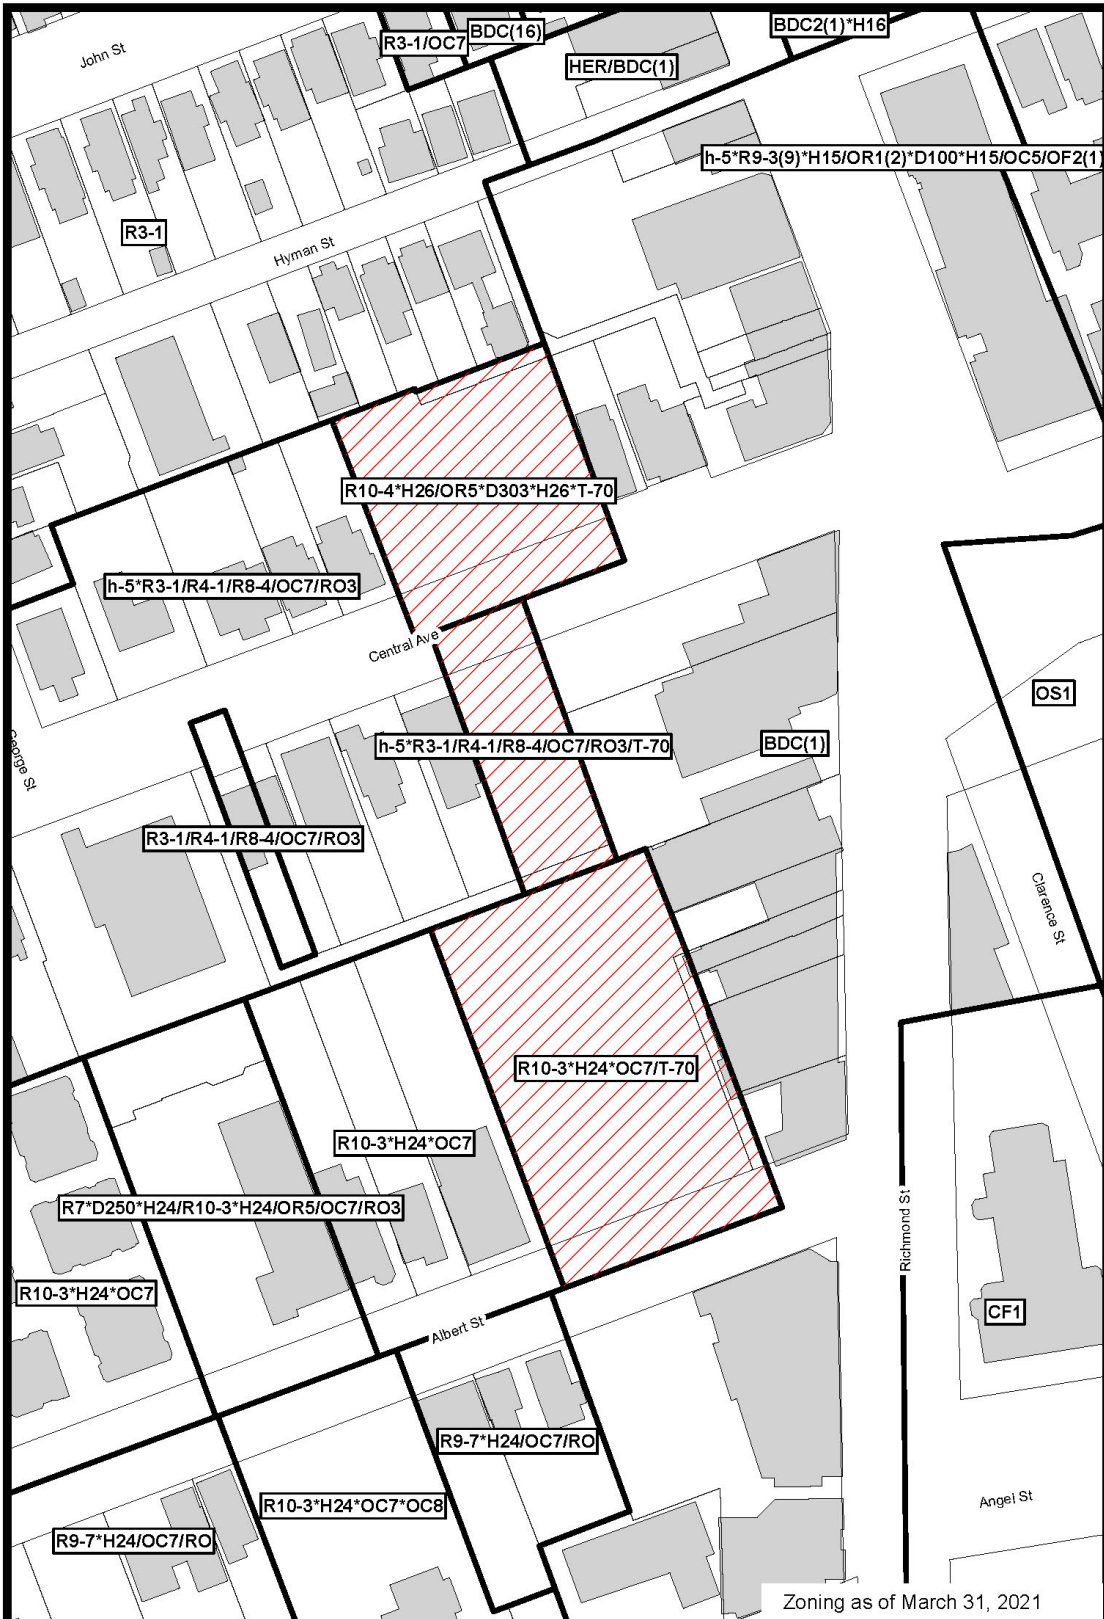 John St
R3-1/OC7
BDC(16)
BDC2(1)*H16
HER/BDC(1)
h-5*R9-3(9)*H15/OR1(2)*D100*H15/OC5/OF2(1)
R3-1
Hyman St
R10-4*H26/OR5*D303*H26*T-70
h-5*R3-1/R4-1/R8-4/OC7/RO3
Central Ave
OS1
George St
h-5*R3-1/R4-1/R8-4/OC7/RO3/T-70
BDC(1)
R3-1/R4-1/R8-4/OC7/RO3
Clarence St
R10-3*H24*OC7/T-70
R10-3*H24*OC7
R7*D250*H24/R10-3*H24/OR5/OC7/RO3
Richmond St
R10-3*H24*OC7
CF1
Albert St
R9-7*H24/OC7/RO
Angel St
R10-3*H24*OC7*OC8
R9-7*H24/OC7/RO
Zoning as of March 31, 2021